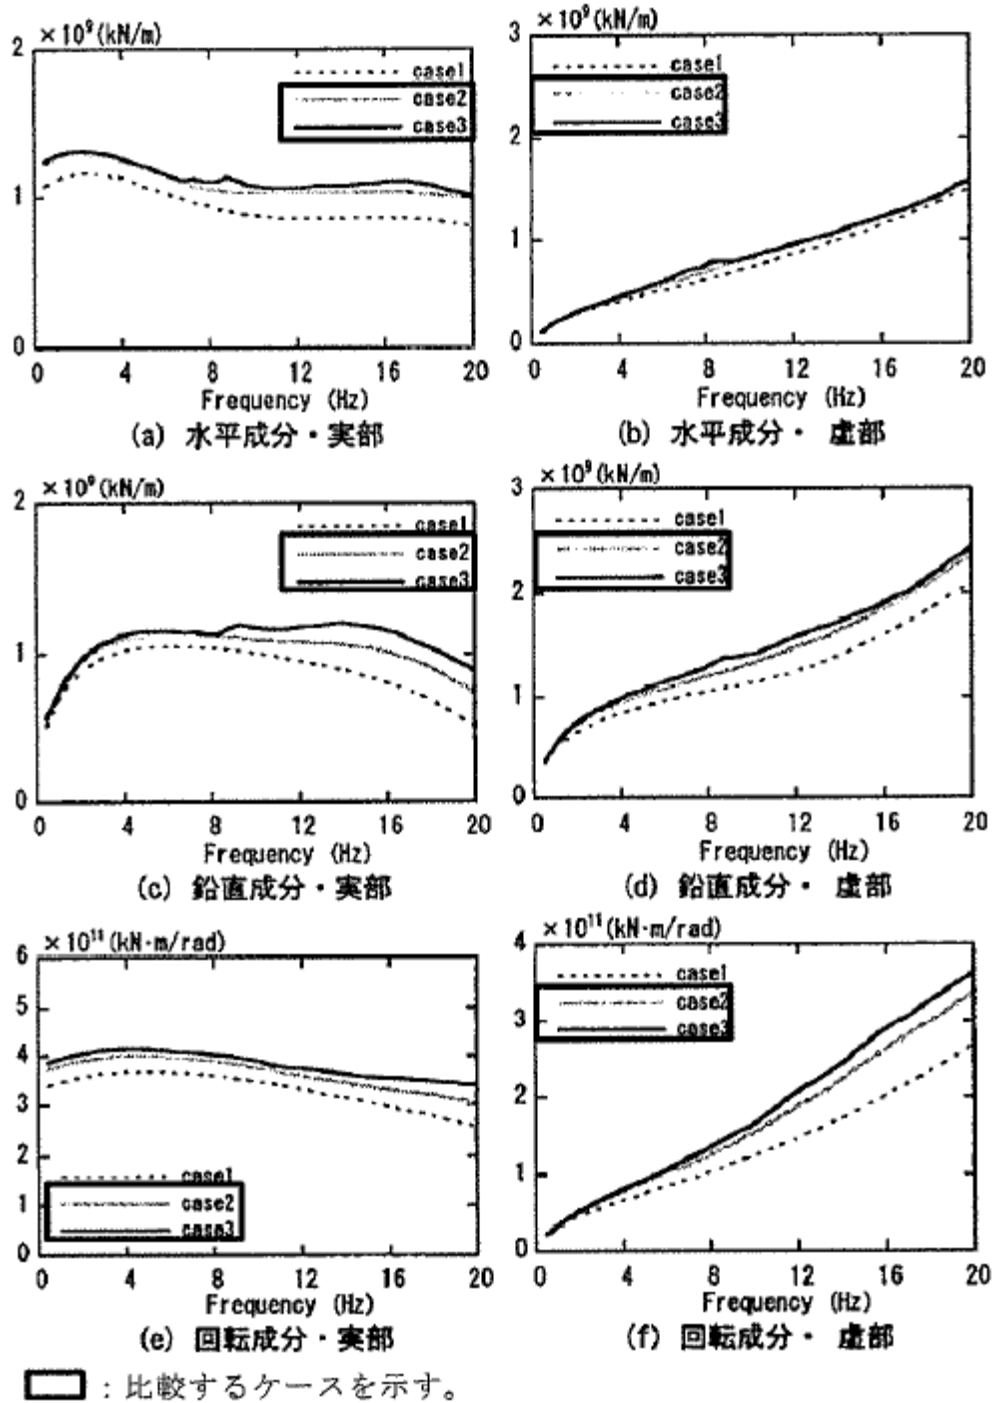 ×10⁹(kN/m)
2
1
0
case1
case2
case3
0 4 8 12 16 20
Frequency (Hz)
(a) 水平成分・実部
×10⁹(kN/m)
3
2
1
0
case1
case2
case3
0 4 8 12 16 20
Frequency (Hz)
(b) 水平成分・ 虚部
×10⁹(kN/m)
2
1
0
case1
case2
case3
0 4 8 12 16 20
Frequency (Hz)
(c) 鉛直成分・実部
×10⁹(kN/m)
3
2
1
0
case1
case2
case3
0 4 8 12 16 20
Frequency (Hz)
(d) 鉛直成分・ 虚部
×10¹¹(kN·m/rad)
6
5
4
3
2
1
0
case1
case2
case3
0 4 8 12 16 20
Frequency (Hz)
(e) 回転成分・実部
×10¹¹(kN·m/rad)
4
3
2
1
0
case1
case2
case3
0 4 8 12 16 20
Frequency (Hz)
(f) 回転成分・ 虚部
：比較するケースを示す。